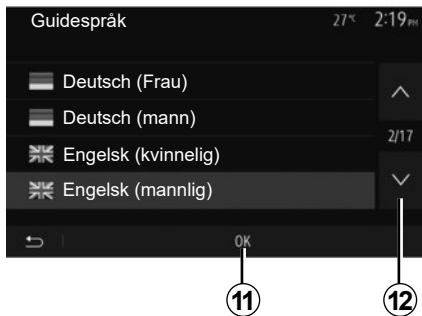 Guidespråk 27°C 2:19PM
Deutsch (Frau)
Deutsch (mann)
2/17
Engelsk (kvinnelig)
Engelsk (mannlig)
OK
11 12